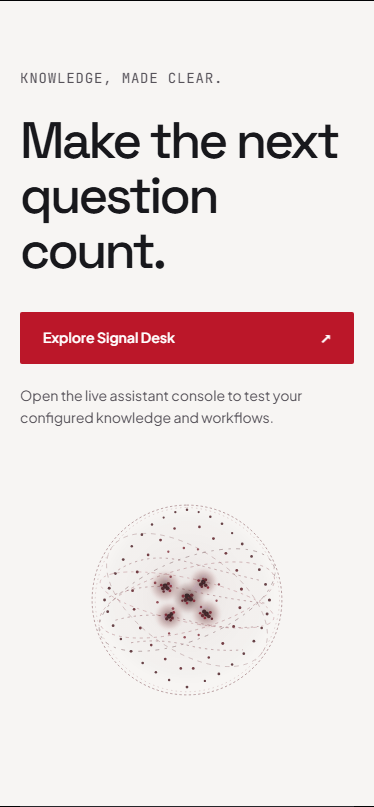 KNOWLEDGE, MADE CLEAR.
Make the next
question
count.
Explore Signal Desk ↗
Open the live assistant console to test your
configured knowledge and workflows.